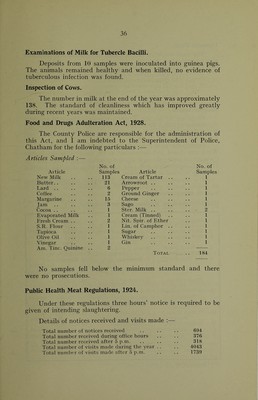 36
Examinations of Milk for Tubercle Bacilli.
Deposits from 10 samples were inoculated into guinea pigs.
The animals remained healthy and when killed, no evidence of
tuberculous infection was found.
Inspection of Cows.
The number in milk at the end of the year was approximately
138. The standard of cleanliness which has improved greatly
during recent years was maintained.
Food and Drugs Adulteration Act, 1928.
The County Police are responsible for the administration of
this Act, and I am indebted to the Superintendent of Police,
Chatham for the following particulars :—
Articles Sampled :—
No. of No. of
Article Samples Article Samples
New Milk .. .. 113 Cream of Tartar .. 1
Butter.. .. .. 21 Brownout .. .. 1
Lard .. .. .. 6 Pepper .. .. 1
Coffee .. .. 2 Ground Ginger .. 1
Margarine .. .. 15 Cheese .. .. 1
Jam .. .. .. 3 Sago .. .. 1
Cocoa .. .. .. 1 Ster. Milk .. .. 2
Evaporated Milk 1 Cream (Tinned) .. 1
Fresh Cream .. 2 Nit. Spir. of Ether 1
S.R. Flour .. .. 1 Lin. of Camphor .. 1
Tapioca .. .. 1 Sugar .. .. 1
Olive Oil .. .. 1 Whiskey .. .. 1
Vinegar .. .. 1 Gin .. .. 1
Am. Tinc. Quinine .. 2
Total .. 184
No samples fell below the minimum standard and there
were no prosecutions.
Public Health Meat Regulations, 1924.
Under these regulations three hours' notice is required to be
given of intending slaughtering.
Details of notices received and visits made :—
Total number of notices received .. .. .. 694
Total number received during office hours .. .. 376
Total number received after 5 p.m. .. .. 318
Total number of visits made during the year .. .. 4043
Total number of visits made after 5 p.m. .. .. 1739